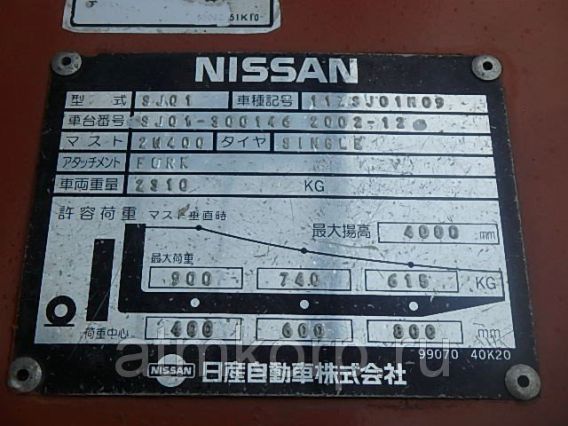 NISSAN
型式 SJ01 車種記号 11ZSJ01M09
車台番号 SJ01-300146 2002-12
マスト 2M400 タイヤ SINGLE
アタッチメント FORK
車両重量 2910 KG
許容荷重 マスト垂直時
最大揚高 4000 mm
最大荷重
900 740 615 KG
荷重中心 400 600 800 mm
99070 40K20
NISSAN 日産自動車株式会社
aimkorp.ru